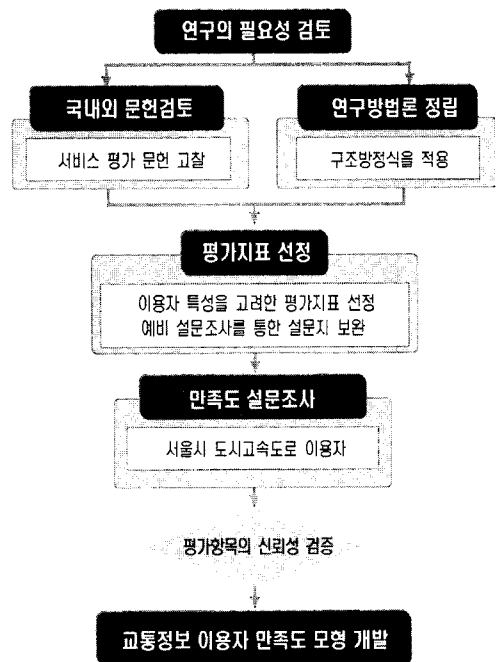 연구의 필요성 검토
국내외 문헌검토
서비스 평가 문헌 고찰
연구방법론 정립
구조방정식을 적용
평가지표 선정
이용자 특성을 고려한 평가지표 선정
예비 설문조사를 통한 설문지 보완
만족도 설문조사
서울시 도시고속도로 이용자
평가항목의 신뢰성 검증
교통정보 이용자 만족도 모형 개발